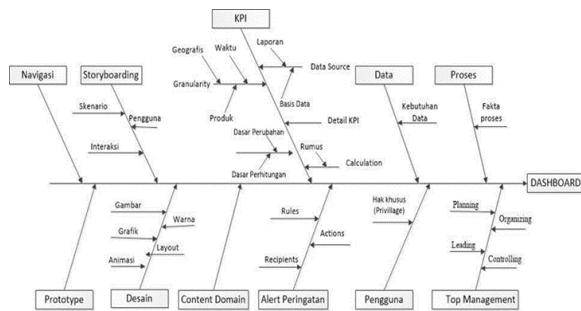 KPI
Geografis
Waktu
Laporan
Navigasi
Storyboarding
Granularity
Data Source
Data
Proses
Skenario
Produk
Basis Data
Kebutuhan
Data
Fakta
proses
Pengguna
Detail KPI
Dasar Perubahan
Interaksi
Rumus
Dasar Perhitungan
Calculation
DASHBOARD
Gambar
Warna
Rules
Hak khusus
(Privillage)
Planning
Organizing
Grafik
Layout
Actions
Leading
Animasi
Recipients
Controlling
Prototype
Desain
Content Domain
Alert Peringatan
Pengguna
Top Management